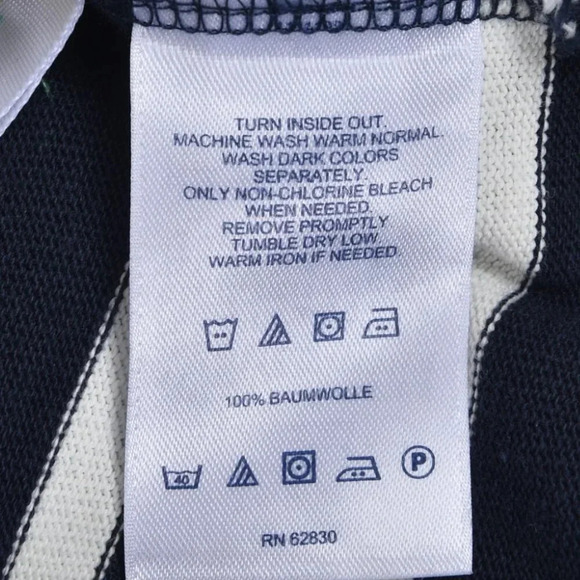 TURN INSIDE OUT.
MACHINE WASH WARM NORMAL.
WASH DARK COLORS
SEPARATELY.
ONLY NON-CHLORINE BLEACH
WHEN NEEDED.
REMOVE PROMPTLY
TUMBLE DRY LOW.
WARM IRON IF NEEDED.
100% BAUMWOLLE
40
P
RN 62830